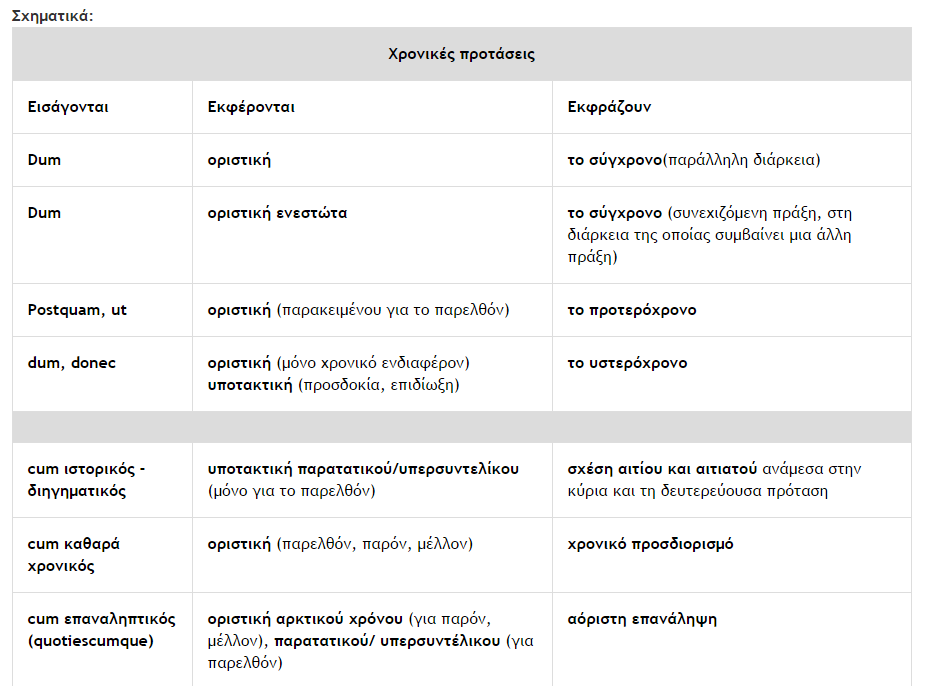 Σχηματικά:
Χρονικές προτάσεις
Εισάγονται
Εκφέρονται
Εκφράζουν
Dum
οριστική
το σύγχρονο(παράλληλη διάρκεια)
Dum
οριστική ενεστώτα
το σύγχρονο (συνεχιζόμενη πράξη, στη
διάρκεια της οποίας συμβαίνει μια άλλη
πράξη)
Postquam, ut
οριστική (παρακειμένου για το παρελθόν)
το προτερόχρονο
dum, donec
οριστική (μόνο χρονικό ενδιαφέρον)
υποτακτική (προσδοκία, επιδίωξη)
το υστερόχρονο
cum ιστορικός -
διηγηματικός
υποτακτική παρατατικού/υπερσυντελίκου
(μόνο για το παρελθόν)
σχέση αιτίου και αιτιατού ανάμεσα στην
κύρια και τη δευτερεύουσα πρόταση
cum καθαρά
χρονικός
οριστική (παρελθόν, παρόν, μέλλον)
χρονικό προσδιορισμό
cum επαναληπτικός
(quotiescumque)
οριστική αρκτικού χρόνου (για παρόν,
μέλλον), παρατατικού/ υπερσυντέλικου (για
παρελθόν)
αόριστη επανάληψη